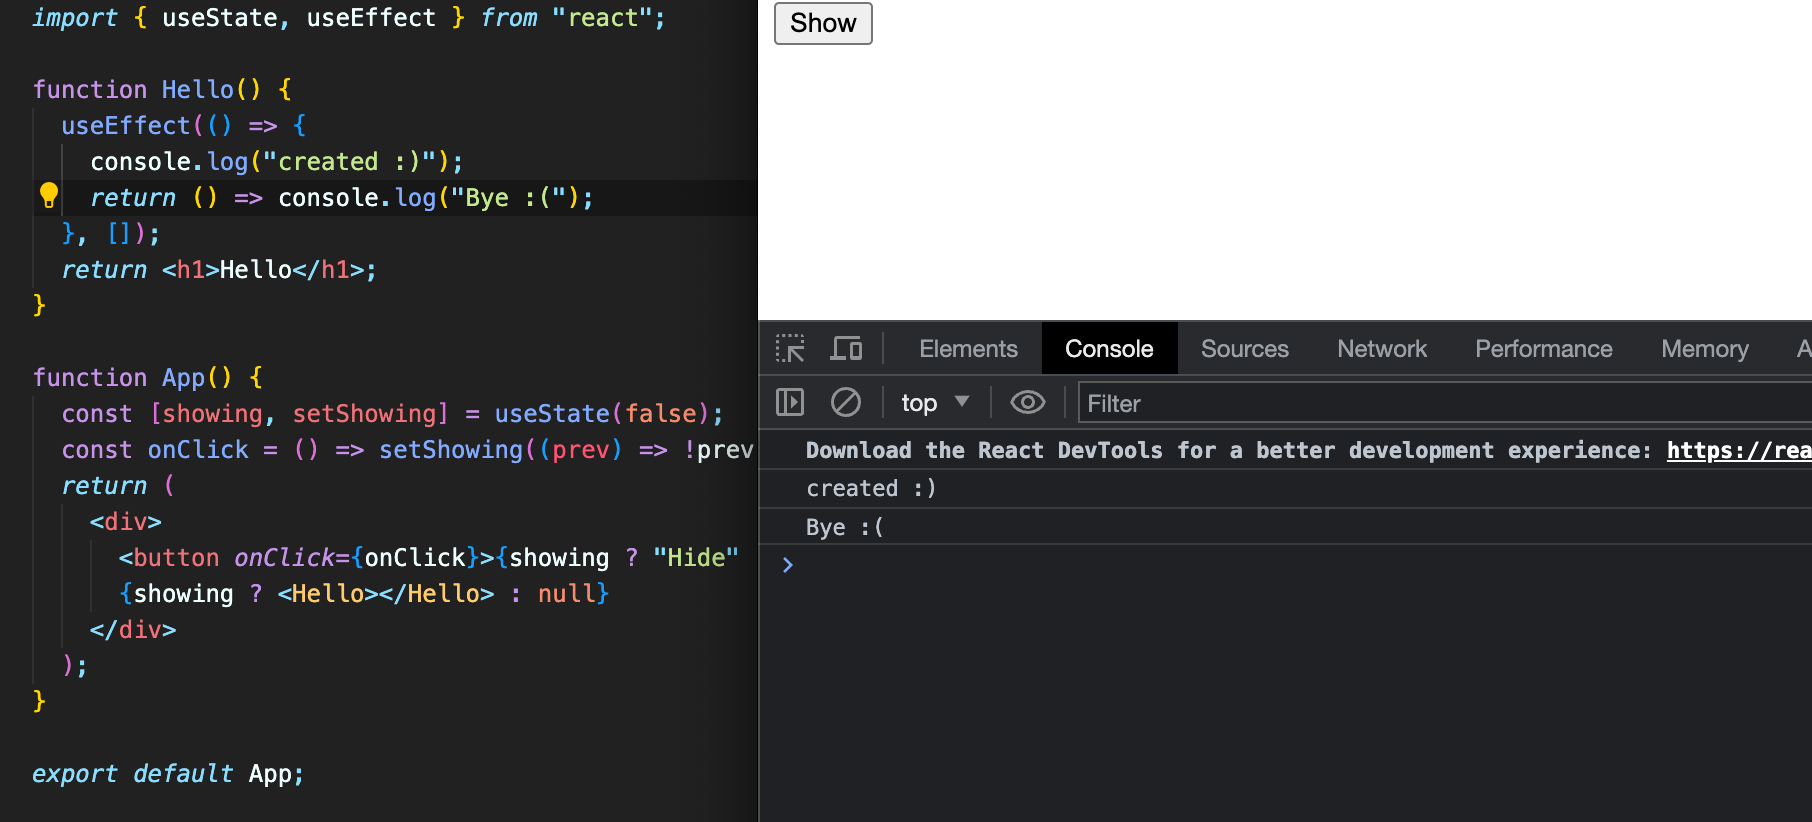 import { useState, useEffect } from "react";
function Hello() {
useEffect(() => {
console.log("created :)");
return () => console.log("Bye :(");
}, []);
return <h1>Hello</h1>;
}
function App() {
const [showing, setShowing] = useState(false);
const onClick = () => setShowing((prev) => !prev
return (
<div>
<button onClick={onClick}>{showing ? "Hide"
{showing ? <Hello></Hello> : null}
</div>
);
}
export default App;
Show
Elements Console Sources Network Performance Memory A
top Filter
Download the React DevTools for a better development experience: https://rea
created :)
Bye :(